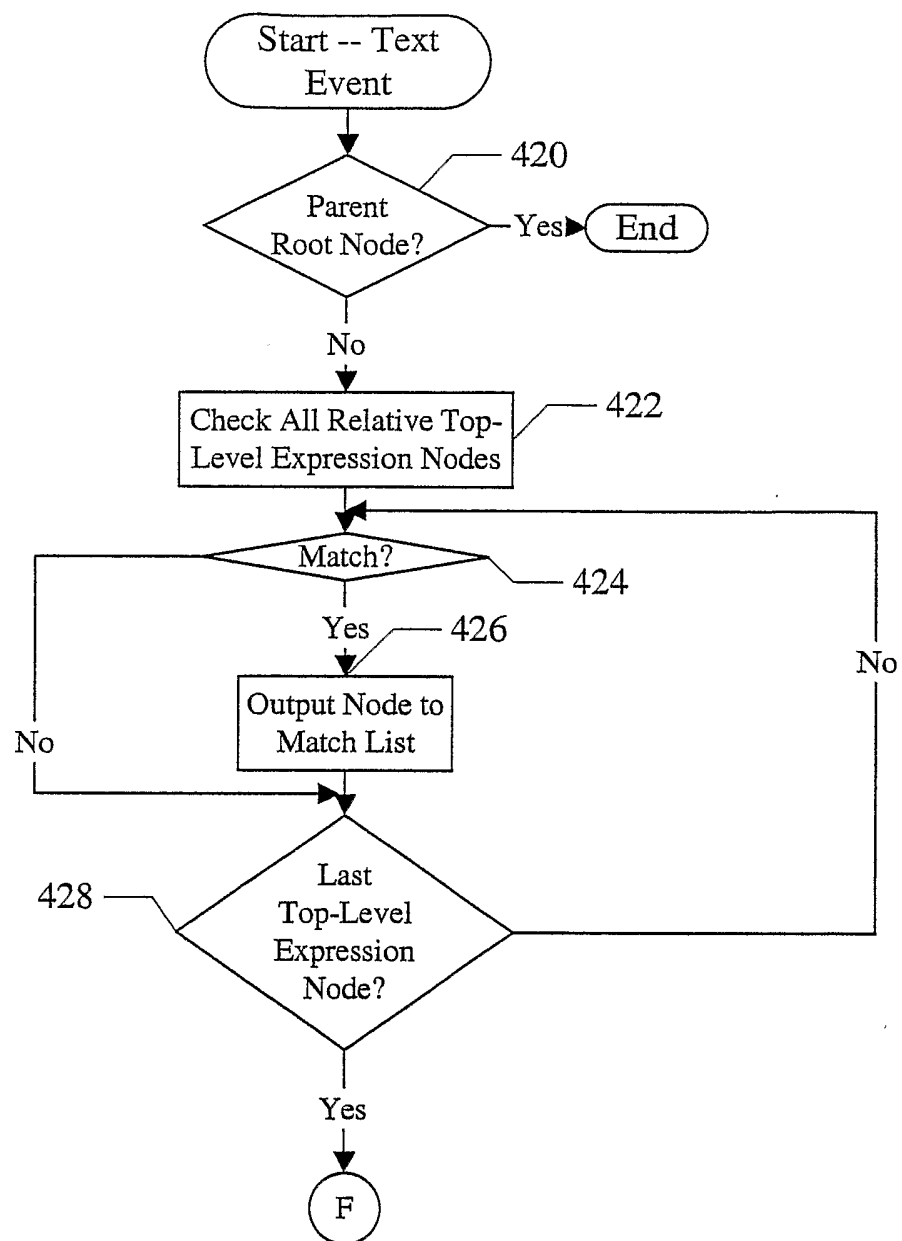 Start -- Text
Event
420
Parent
Root Node?
Yes
End
No
Check All Relative Top-
Level Expression Nodes
422
Match?
424
Yes
426
No
Output Node to
Match List
No
428
Last
Top-Level
Expression
Node?
Yes
F